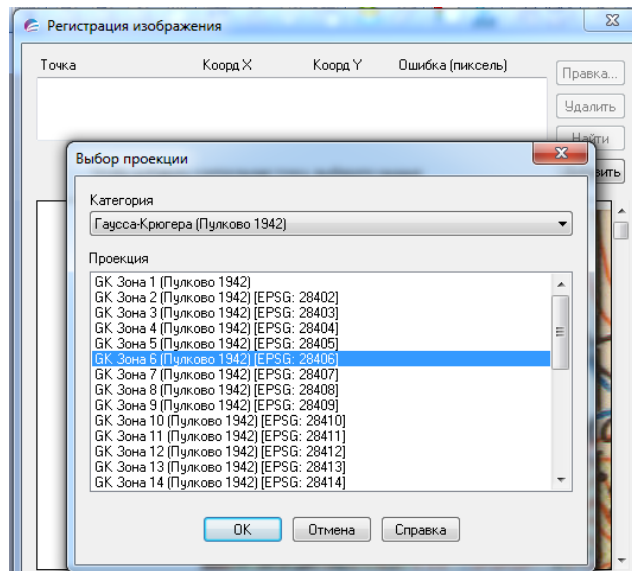 Регистрация изображения
Точка Коорд X Коорд Y Ошибка (пиксель)
Правка...
Удалить
Найти
Выбор проекции
Категория
Гаусса-Крюгера (Пулково 1942)
Проекция
GK Зона 1 (Пулково 1942)
GK Зона 2 (Пулково 1942) [EPSG: 28402]
GK Зона 3 (Пулково 1942) [EPSG: 28403]
GK Зона 4 (Пулково 1942) [EPSG: 28404]
GK Зона 5 (Пулково 1942) [EPSG: 28405]
GK Зона 6 (Пулково 1942) [EPSG: 28406]
GK Зона 7 (Пулково 1942) [EPSG: 28407]
GK Зона 8 (Пулково 1942) [EPSG: 28408]
GK Зона 9 (Пулково 1942) [EPSG: 28409]
GK Зона 10 (Пулково 1942) [EPSG: 28410]
GK Зона 11 (Пулково 1942) [EPSG: 28411]
GK Зона 12 (Пулково 1942) [EPSG: 28412]
GK Зона 13 (Пулково 1942) [EPSG: 28413]
GK Зона 14 (Пулково 1942) [EPSG: 28414]
OK Отмена Справка